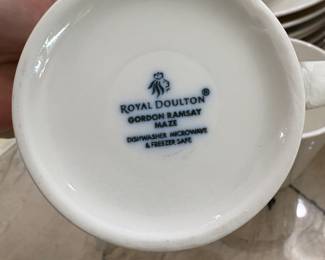 ROYAL DOULTON®
GORDON RAMSAY
MAZE
DISHWASHER MICROWAVE
& FREEZER SAFE